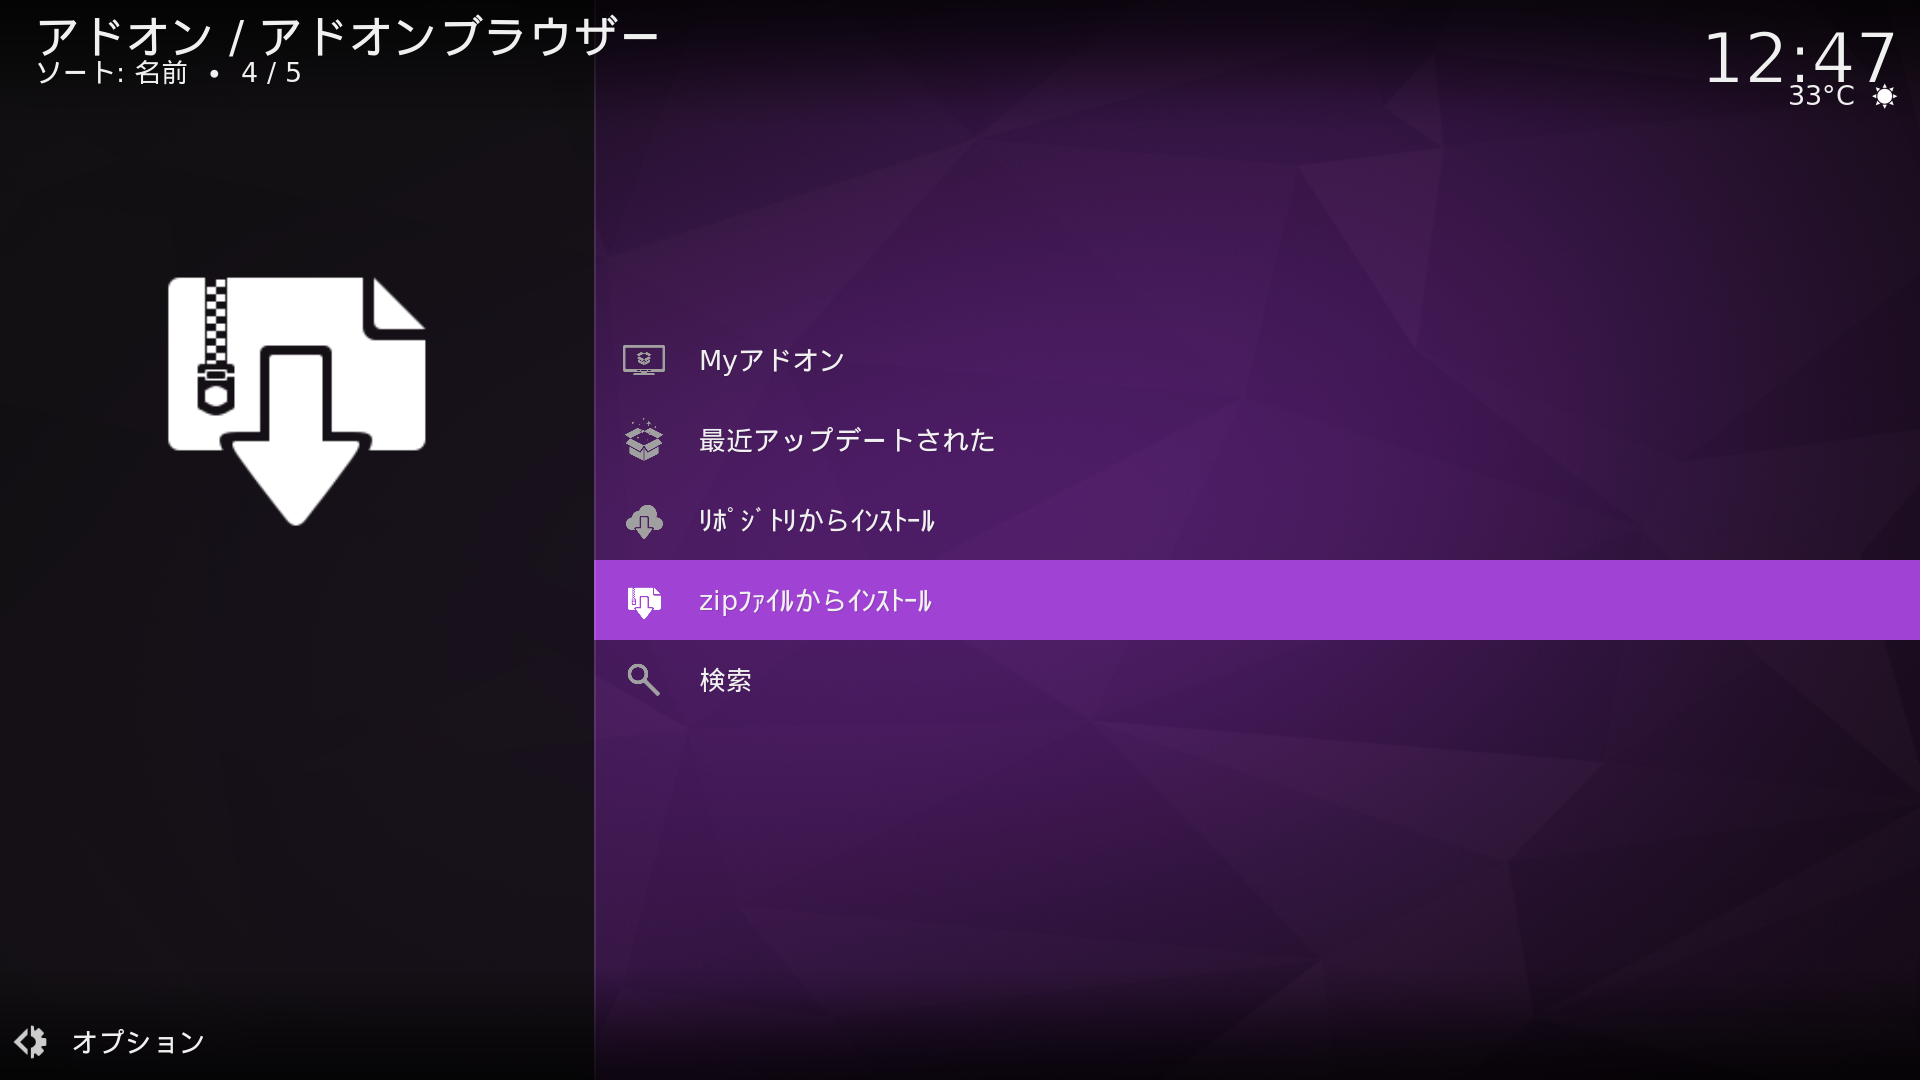 アドオン / アドオンブラウザー
ソート: 名前 • 4 / 5
12:47
33°C
Myアドオン
最近アップデートされた
ﾘﾎﾟｼﾞﾄﾘからｲﾝｽﾄｰﾙ
zipﾌｧｲﾙからｲﾝｽﾄｰﾙ
検索
オプション